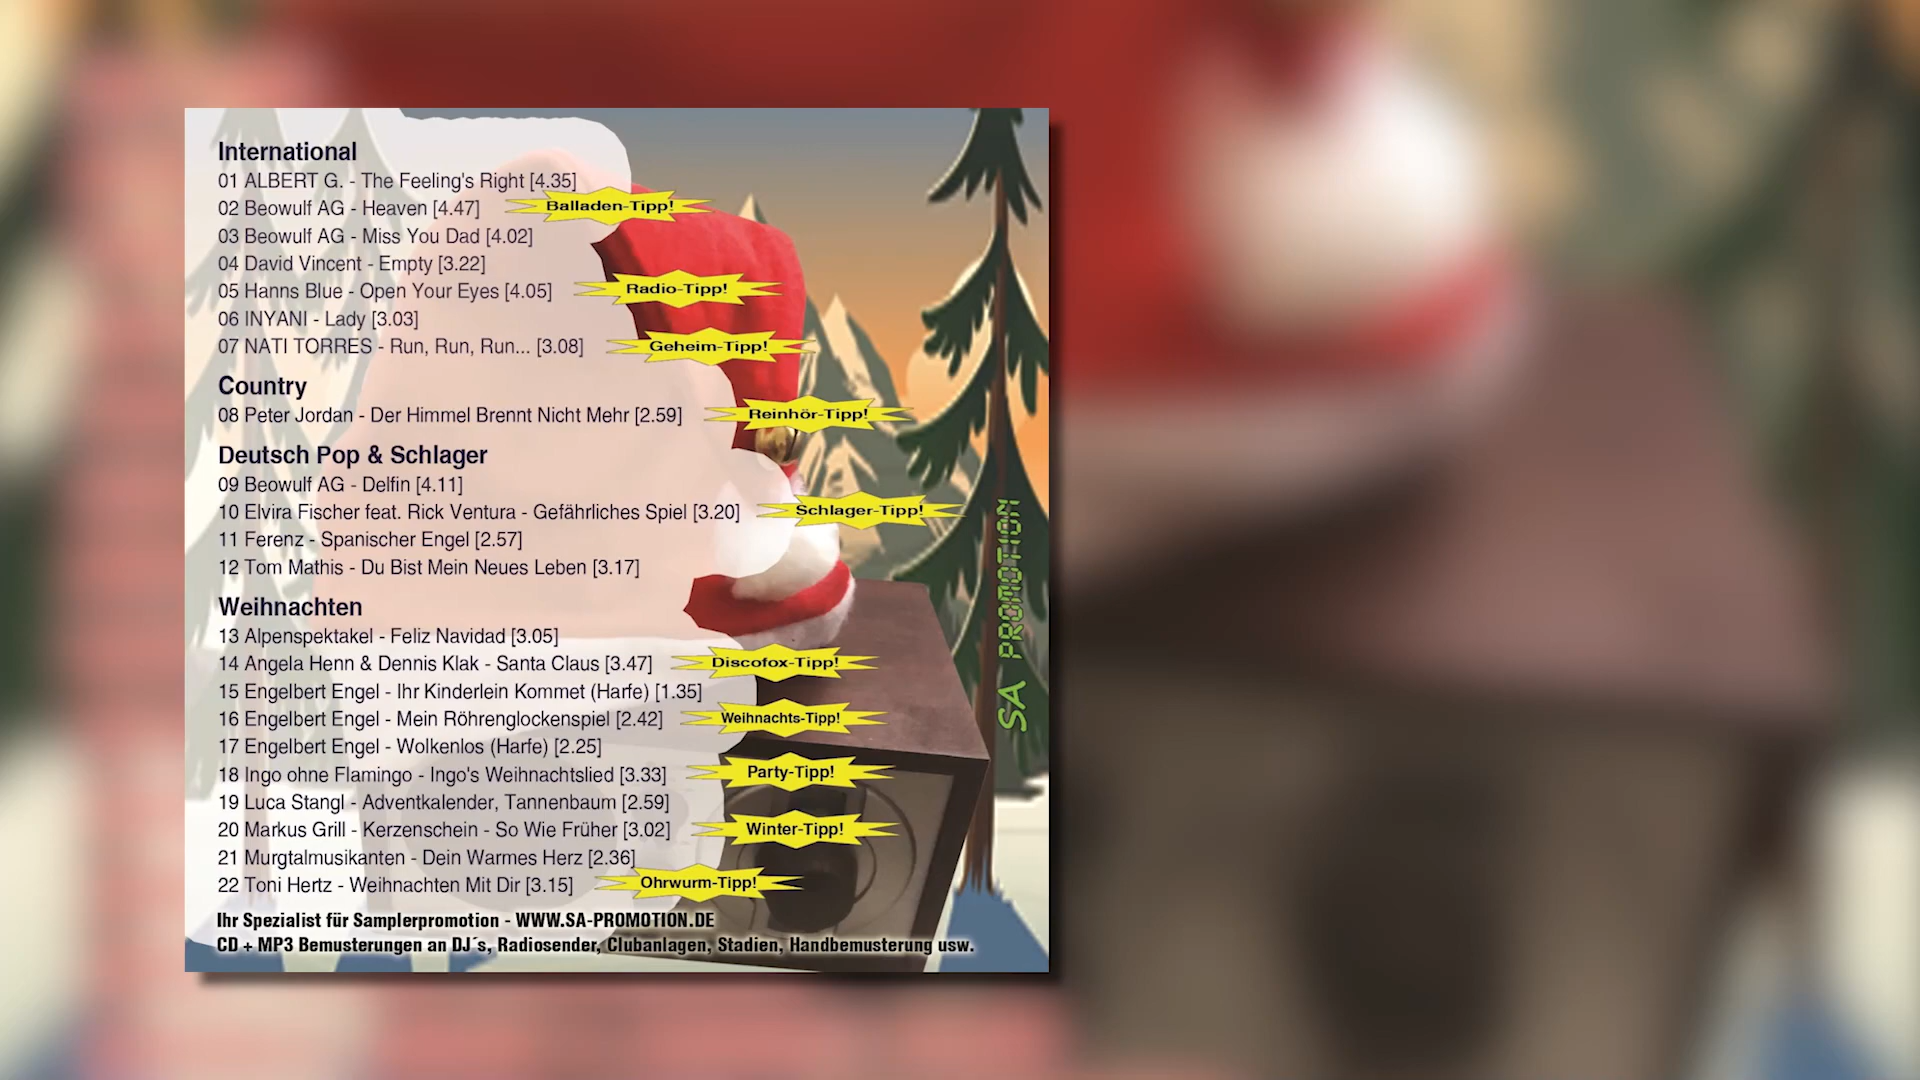 International
01 ALBERT G. - The Feeling's Right [4.35]
02 Beowulf AG - Heaven [4.47] Balladen-Tipp!
03 Beowulf AG - Miss You Dad [4.02]
04 David Vincent - Empty [3.22]
05 Hanns Blue - Open Your Eyes [4.05] Radio-Tipp!
06 INYANI - Lady [3.03]
07 NATI TORRES - Run, Run, Run... [3.08] Geheim-Tipp!
Country
08 Peter Jordan - Der Himmel Brennt Nicht Mehr [2.59] Reinhör-Tipp!
Deutsch Pop & Schlager
09 Beowulf AG - Delfin [4.11]
10 Elvira Fischer feat. Rick Ventura - Gefährliches Spiel [3.20] Schlager-Tipp!
11 Ferenz - Spanischer Engel [2.57]
12 Tom Mathis - Du Bist Mein Neues Leben [3.17]
Weihnachten
13 Alpenspektakel - Feliz Navidad [3.05]
14 Angela Henn & Dennis Klak - Santa Claus [3.47] Discofox-Tipp!
15 Engelbert Engel - Ihr Kinderlein Kommet (Harfe) [1.35]
16 Engelbert Engel - Mein Röhrenglockenspiel [2.42] Weihnachts-Tipp!
17 Engelbert Engel - Wolkenlos (Harfe) [2.25]
18 Ingo ohne Flamingo - Ingo's Weihnachtslied [3.33] Party-Tipp!
19 Luca Stangl - Adventkalender, Tannenbaum [2.59]
20 Markus Grill - Kerzenschein - So Wie Früher [3.02] Winter-Tipp!
21 Murgtalmusikanten - Dein Warmes Herz [2.36]
22 Toni Hertz - Weihnachten Mit Dir [3.15] Ohrwurm-Tipp!
Ihr Spezialist für Samplerpromotion - WWW.SA-PROMOTION.DE
CD + MP3 Bemusterungen an DJ´s, Radiosender, Clubanlagen, Stadien, Handbemusterung usw.
SA PROMOTION